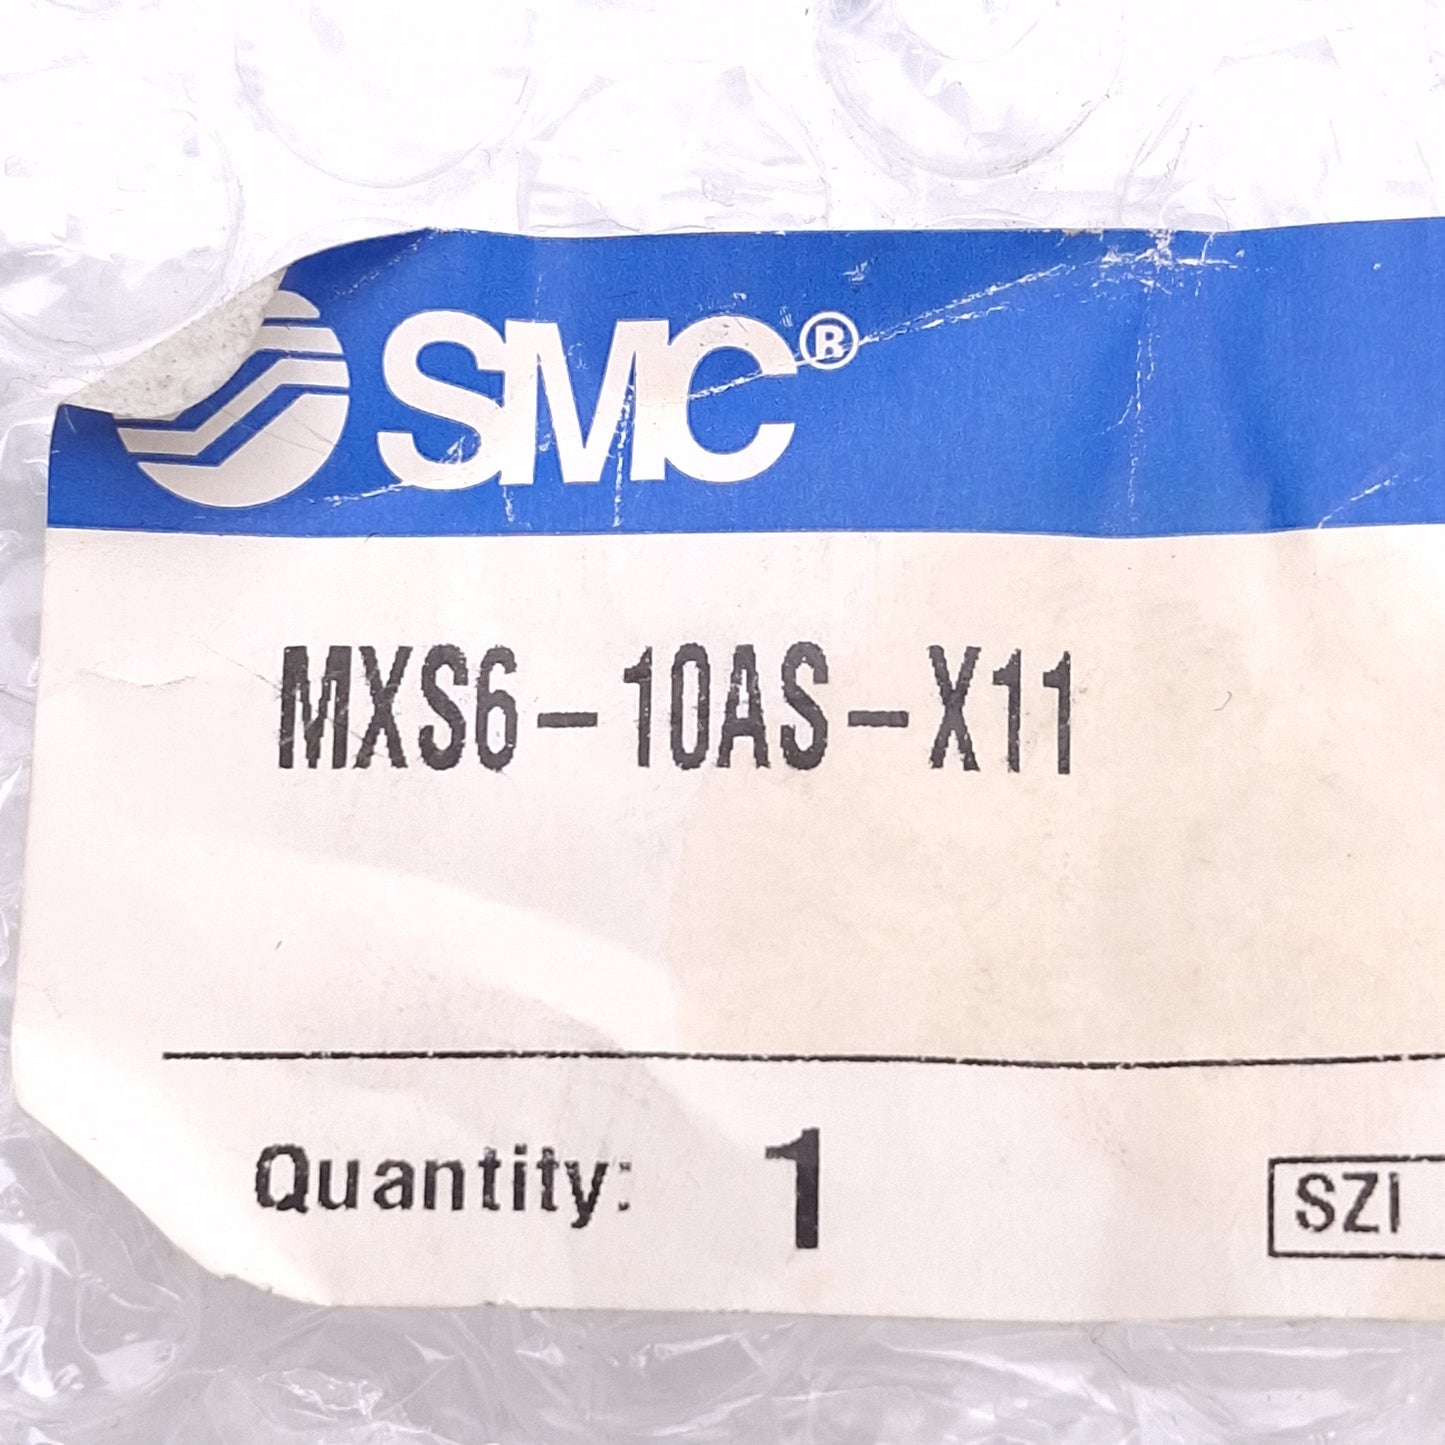 SMC®
MXS6-10AS-X11
Quantity: 1
SZI